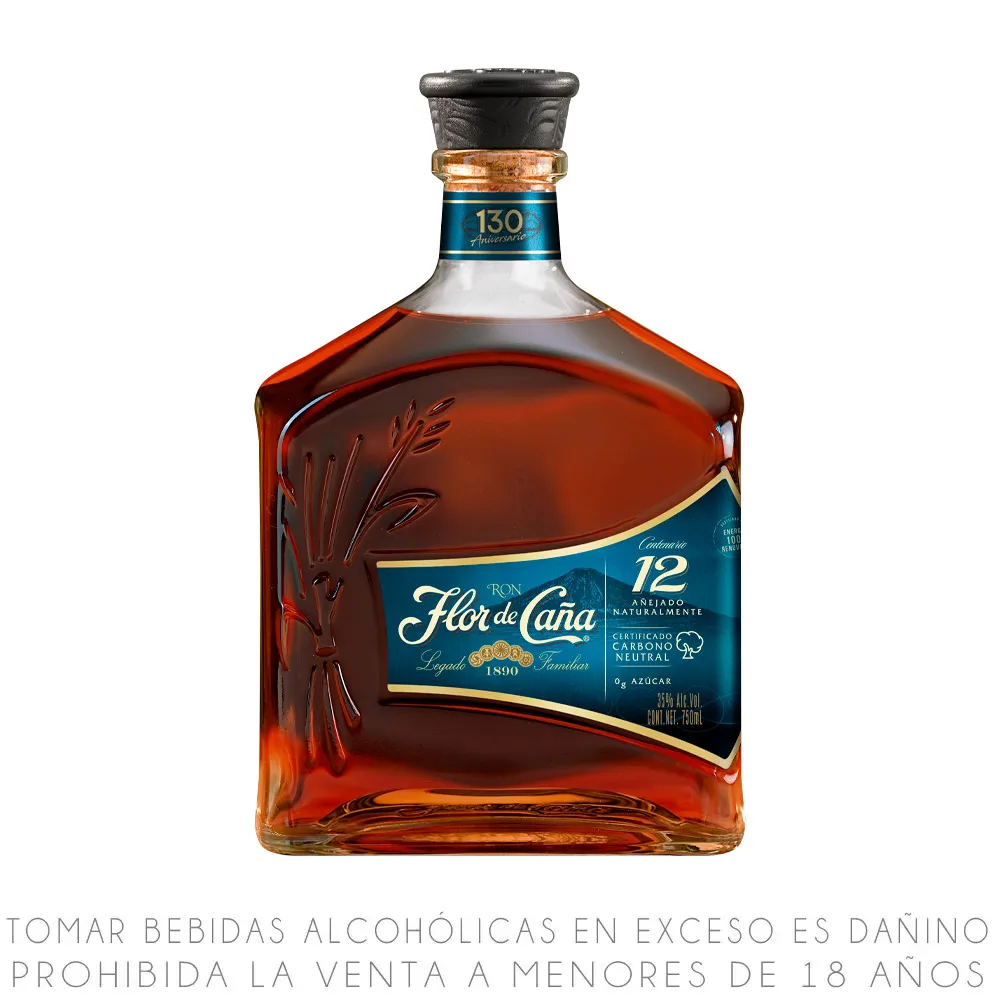 130
Aniversario
RON
Flor de Caña®
Legado Familiar
1890
Centenario
12
AÑEJADO
NATURALMENTE
CERTIFICADO
CARBONO
NEUTRAL
0g AZÚCAR
35% Alc.Vol.
CONT.NET. 750mL
100
TOMAR BEBIDAS ALCOHÓLICAS EN EXCESO ES DAÑINO
PROHIBIDA LA VENTA A MENORES DE 18 AÑOS